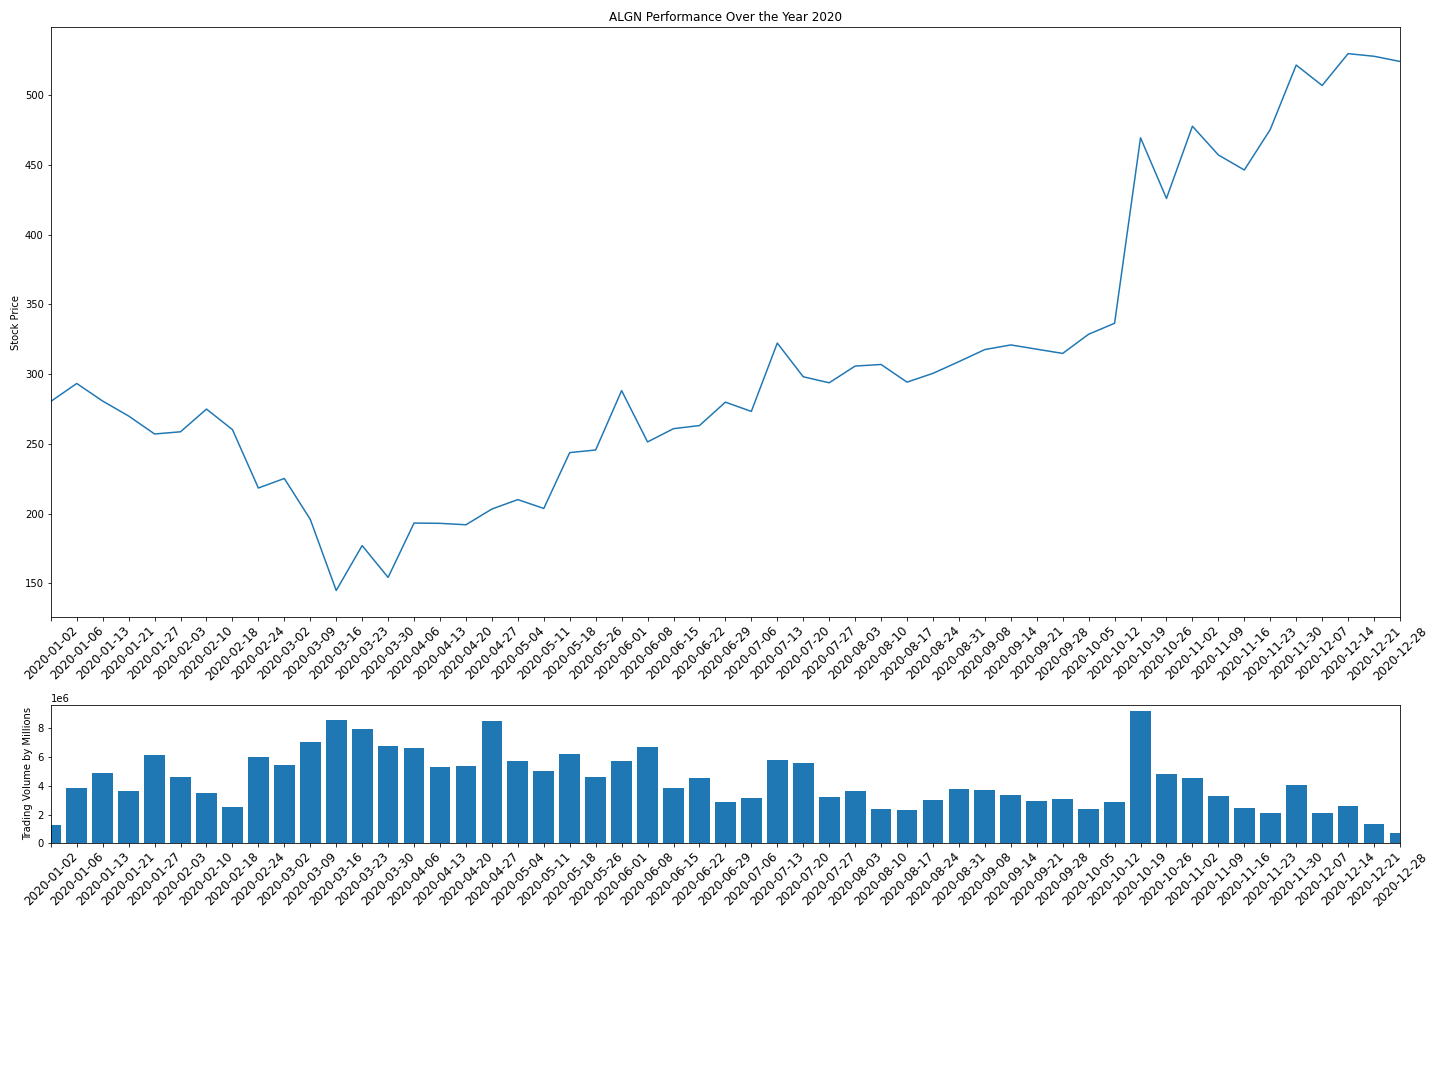 ALGN Performance Over the Year 2020
Stock Price
500
450
400
350
300
250
200
150
2020-01-02 2020-01-06 2020-01-13 2020-01-21 2020-01-27 2020-02-03 2020-02-10 2020-02-18 2020-02-24 2020-03-02 2020-03-09 2020-03-16 2020-03-23 2020-03-30 2020-04-06 2020-04-13 2020-04-20 2020-04-27 2020-05-04 2020-05-11 2020-05-18 2020-05-26 2020-06-01 2020-06-08 2020-06-15 2020-06-22 2020-06-29 2020-07-06 2020-07-13 2020-07-20 2020-07-27 2020-08-03 2020-08-10 2020-08-17 2020-08-24 2020-08-31 2020-09-08 2020-09-14 2020-09-21 2020-09-28 2020-10-05 2020-10-12 2020-10-19 2020-10-26 2020-11-02 2020-11-09 2020-11-16 2020-11-23 2020-11-30 2020-12-07 2020-12-14 2020-12-21 2020-12-28
1e6
Trading Volume by Millions
8
6
4
2
0
2020-01-02 2020-01-06 2020-01-13 2020-01-21 2020-01-27 2020-02-03 2020-02-10 2020-02-18 2020-02-24 2020-03-02 2020-03-09 2020-03-16 2020-03-23 2020-03-30 2020-04-06 2020-04-13 2020-04-20 2020-04-27 2020-05-04 2020-05-11 2020-05-18 2020-05-26 2020-06-01 2020-06-08 2020-06-15 2020-06-22 2020-06-29 2020-07-06 2020-07-13 2020-07-20 2020-07-27 2020-08-03 2020-08-10 2020-08-17 2020-08-24 2020-08-31 2020-09-08 2020-09-14 2020-09-21 2020-09-28 2020-10-05 2020-10-12 2020-10-19 2020-10-26 2020-11-02 2020-11-09 2020-11-16 2020-11-23 2020-11-30 2020-12-07 2020-12-14 2020-12-21 2020-12-28